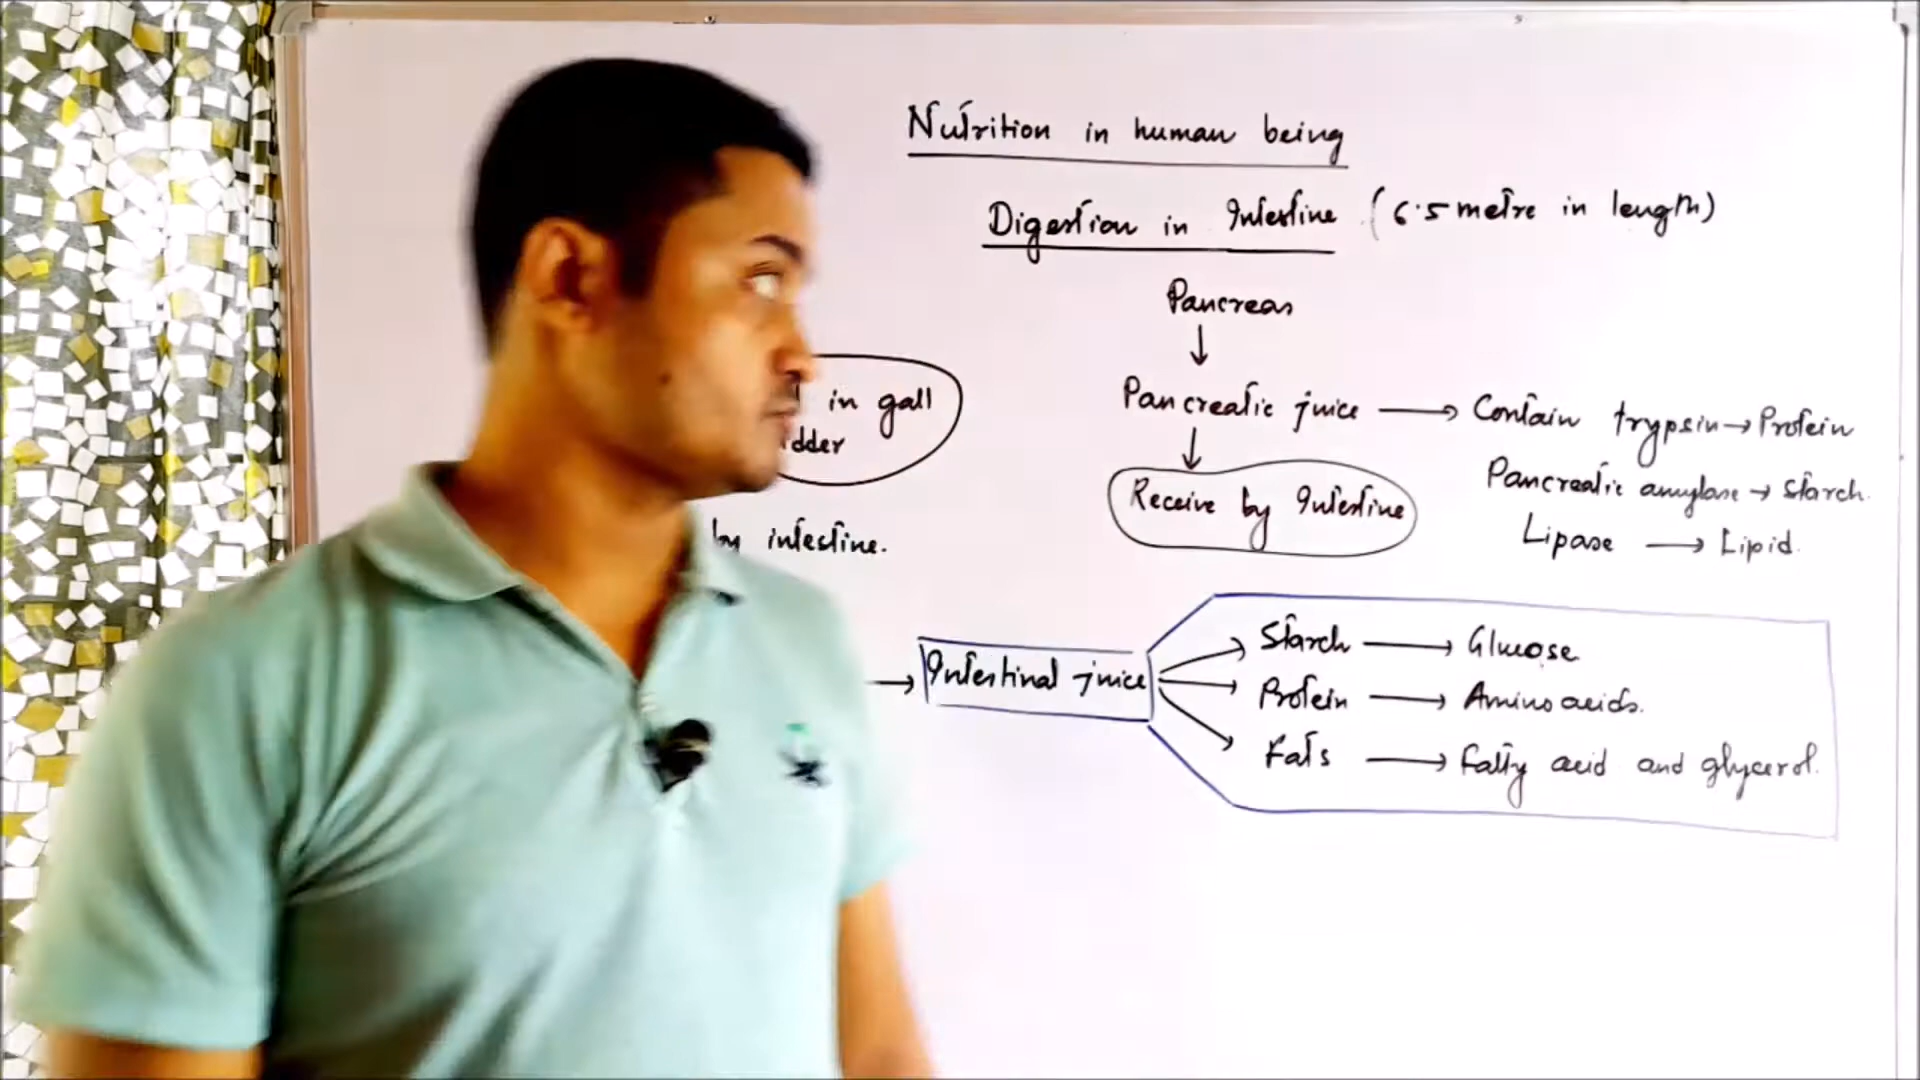 Nutrition in human being
Digestion in Intestine (6.5 metre in length)
Pancreas
Pancreatic juice → Contain trypsin → Protein
Pancreatic amylase → Starch.
Lipase → Lipid.
Receive by Intestine
in gall
by intestine.
→ Intestinal juice
Starch → Glucose.
Protein → Amino acids.
Fats → Fatty acid and glycerol.